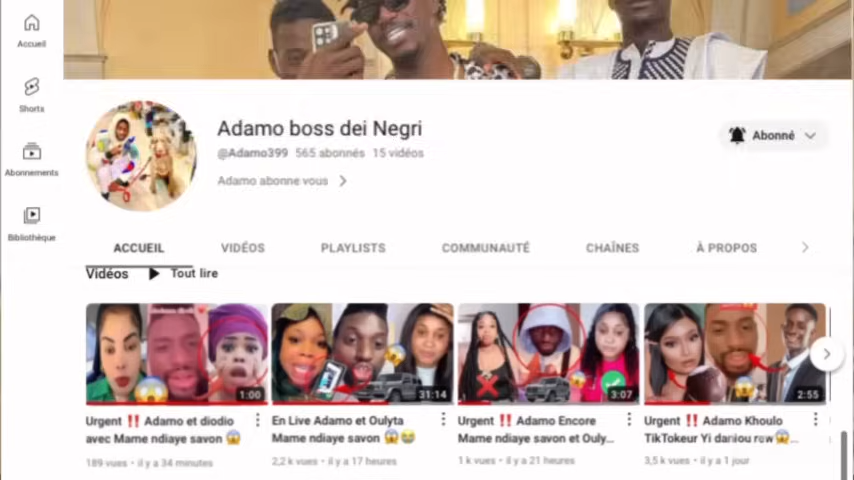 Accueil
Shorts
Abonnements
Bibliothèque
Adamo boss dei Negri
@Adamo399 565 abonnés 15 vidéos
Adamo abonne vous
Abonné
ACCUEIL VIDÉOS PLAYLISTS COMMUNAUTÉ CHAÎNES À PROPOS
Vidéos Tout lire
1:00
31:14
3:07
2:55
Urgent ‼️ Adamo et diodio
avec Mame ndiaye savon 😱
189 vues • il y a 34 minutes
En Live Adamo et Oulyta
Mame ndiaye savon 😱😭
2,2 k vues • il y a 17 heures
Urgent ‼️ Adamo Encore
Mame ndiaye savon et Ouly...
1 k vues • il y a 21 heures
Urgent ‼️ Adamo Khoulo
TikTokeur Yi daniou raw😱...
3,5 k vues • il y a 1 jour